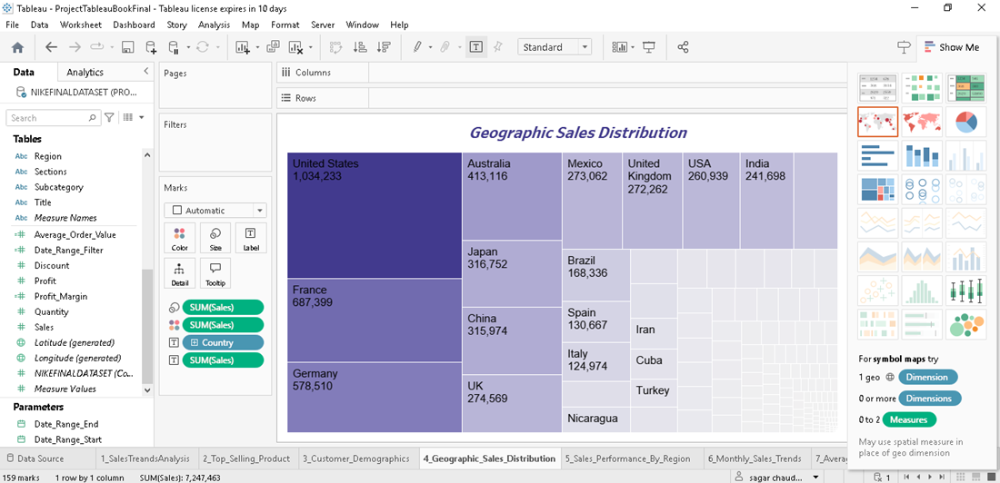 Tableau - ProjectTableauBookFinal - Tableau license expires in 10 days
File Data Worksheet Dashboard Story Analysis Map Format Server Window Help
Standard
Show Me
Data Analytics
NIKEFINALDATASET (PRO...
Search
Tables
Abc Region
Abc Sections
Abc Subcategory
Abc Title
Abc Measure Names
Average_Order_Value
Date_Range_Filter
Discount
Profit
Profit_Margin
Quantity
Sales
Latitude (generated)
Longitude (generated)
NIKEFINALDATASET (Co...
Measure Values
Parameters
Date_Range_End
Date_Range_Start
Pages
Filters
Marks
Automatic
Color Size Label
Detail Tooltip
SUM(Sales)
SUM(Sales)
Country
SUM(Sales)
Columns
Rows
Geographic Sales Distribution
United States
1,034,233
France
687,399
Germany
578,510
Australia
413,116
Japan
316,752
China
315,974
UK
274,569
Mexico
273,062
United
Kingdom
272,262
USA
260,939
India
241,698
Brazil
168,336
Spain
130,667
Italy
124,974
Nicaragua
Iran
Cuba
Turkey
For symbol maps try
1 geo Dimension
0 or more Dimensions
0 to 2 Measures
May use spatial measure in
place of geo dimension
Data Source 1_SalesTreandsAnalysis 2_Top_Selling_Product 3_Customer_Demographics 4_Geographic_Sales_Distribution 5_Sales_Performance_By_Region 6_Monthly_Sales_Trends 7_Averag
159 marks 1 row by 1 column SUM(Sales): 7,247,463 sagar chaud... 1